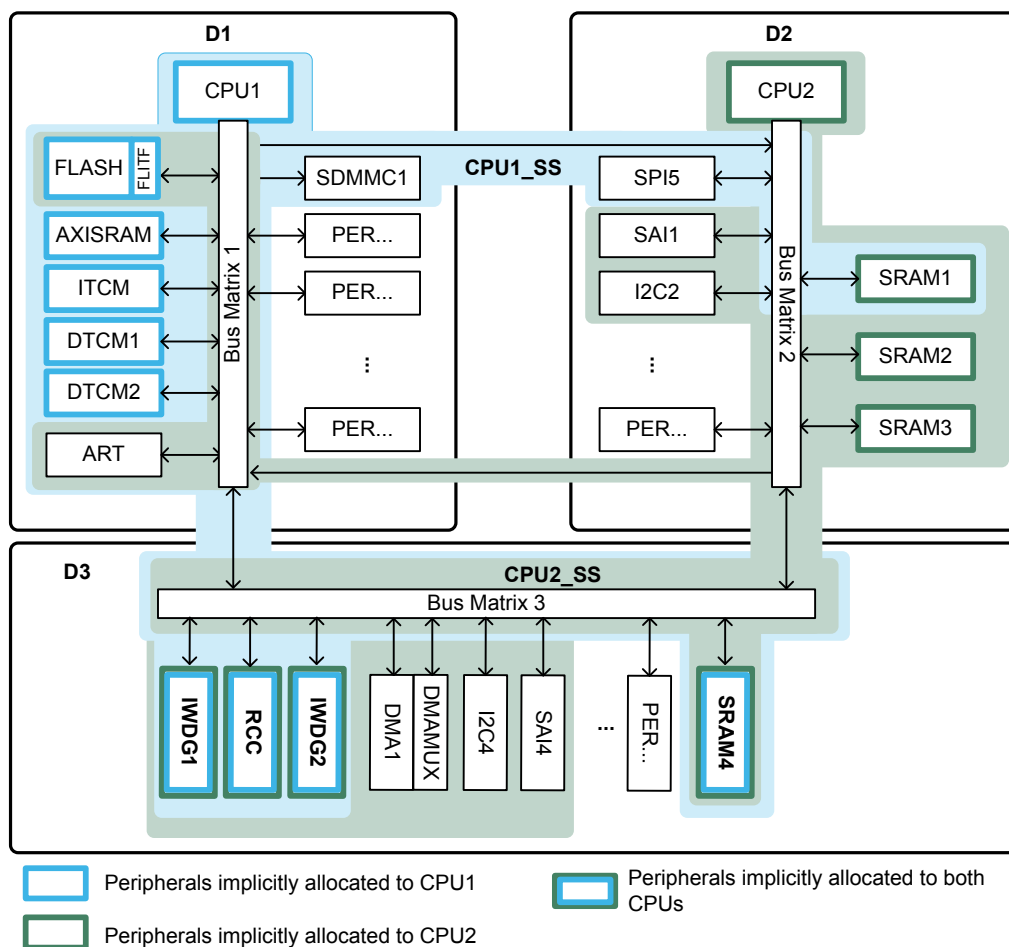 D1
D2
CPU1
CPU2
FLASH
FLITF
CPU1_SS
SDMMC1
SPI5
AXISRAM
PER...
SAI1
ITCM
PER...
I2C2
SRAM1
DTCM1
Bus Matrix 1
Bus Matrix 2
SRAM2
DTCM2
...
...
ART
PER...
PER...
SRAM3
D3
CPU2_SS
Bus Matrix 3
IWDG1
RCC
IWDG2
DMA1
DMAMUX
I2C4
SAI4
...
PER...
SRAM4
Peripherals implicitly allocated to CPU1
Peripherals implicitly allocated to both
CPUs
Peripherals implicitly allocated to CPU2